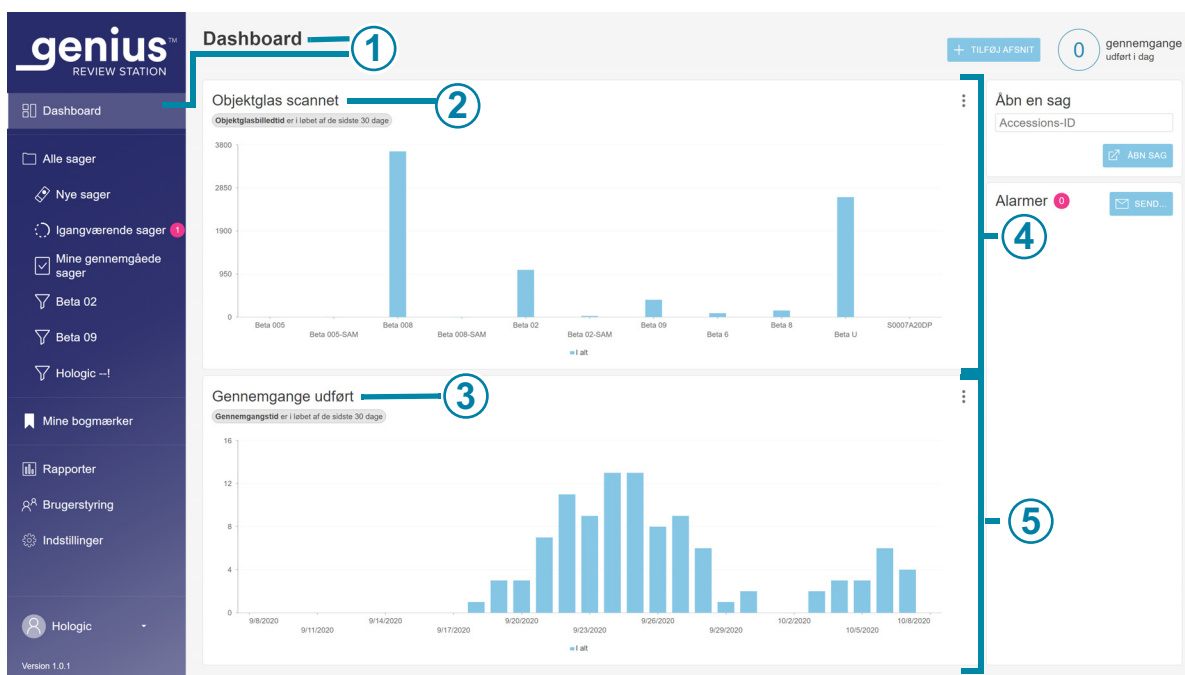 genius™
REVIEW STATION
Dashboard
Alle sager
Nye sager
Igangværende sager 1
Mine gennemgåede
sager
Beta 02
Beta 09
Hologic --!
Mine bogmærker
Rapporter
Brugerstyring
Indstillinger
Hologic
Version 1.0.1
Dashboard
1
+ TILFØJ AFSNIT
0
gennemgange
udført i dag
Objektglas scannet
2
Objektglasbilledtid er i løbet af de sidste 30 dage
3800
2850
1900
950
0
Beta 005
Beta 005-SAM
Beta 008
Beta 008-SAM
Beta 02
Beta 02-SAM
Beta 09
Beta 6
Beta 8
Beta U
S0007A20DP
I alt
Åbn en sag
Accessions-ID
ÅBN SAG
Alarmer 0
SEND...
4
Gennemgange udført
3
Gennemgangstid er i løbet af de sidste 30 dage
16
12
8
4
0
9/8/2020
9/11/2020
9/14/2020
9/17/2020
9/20/2020
9/23/2020
9/26/2020
9/29/2020
10/2/2020
10/5/2020
10/8/2020
I alt
5